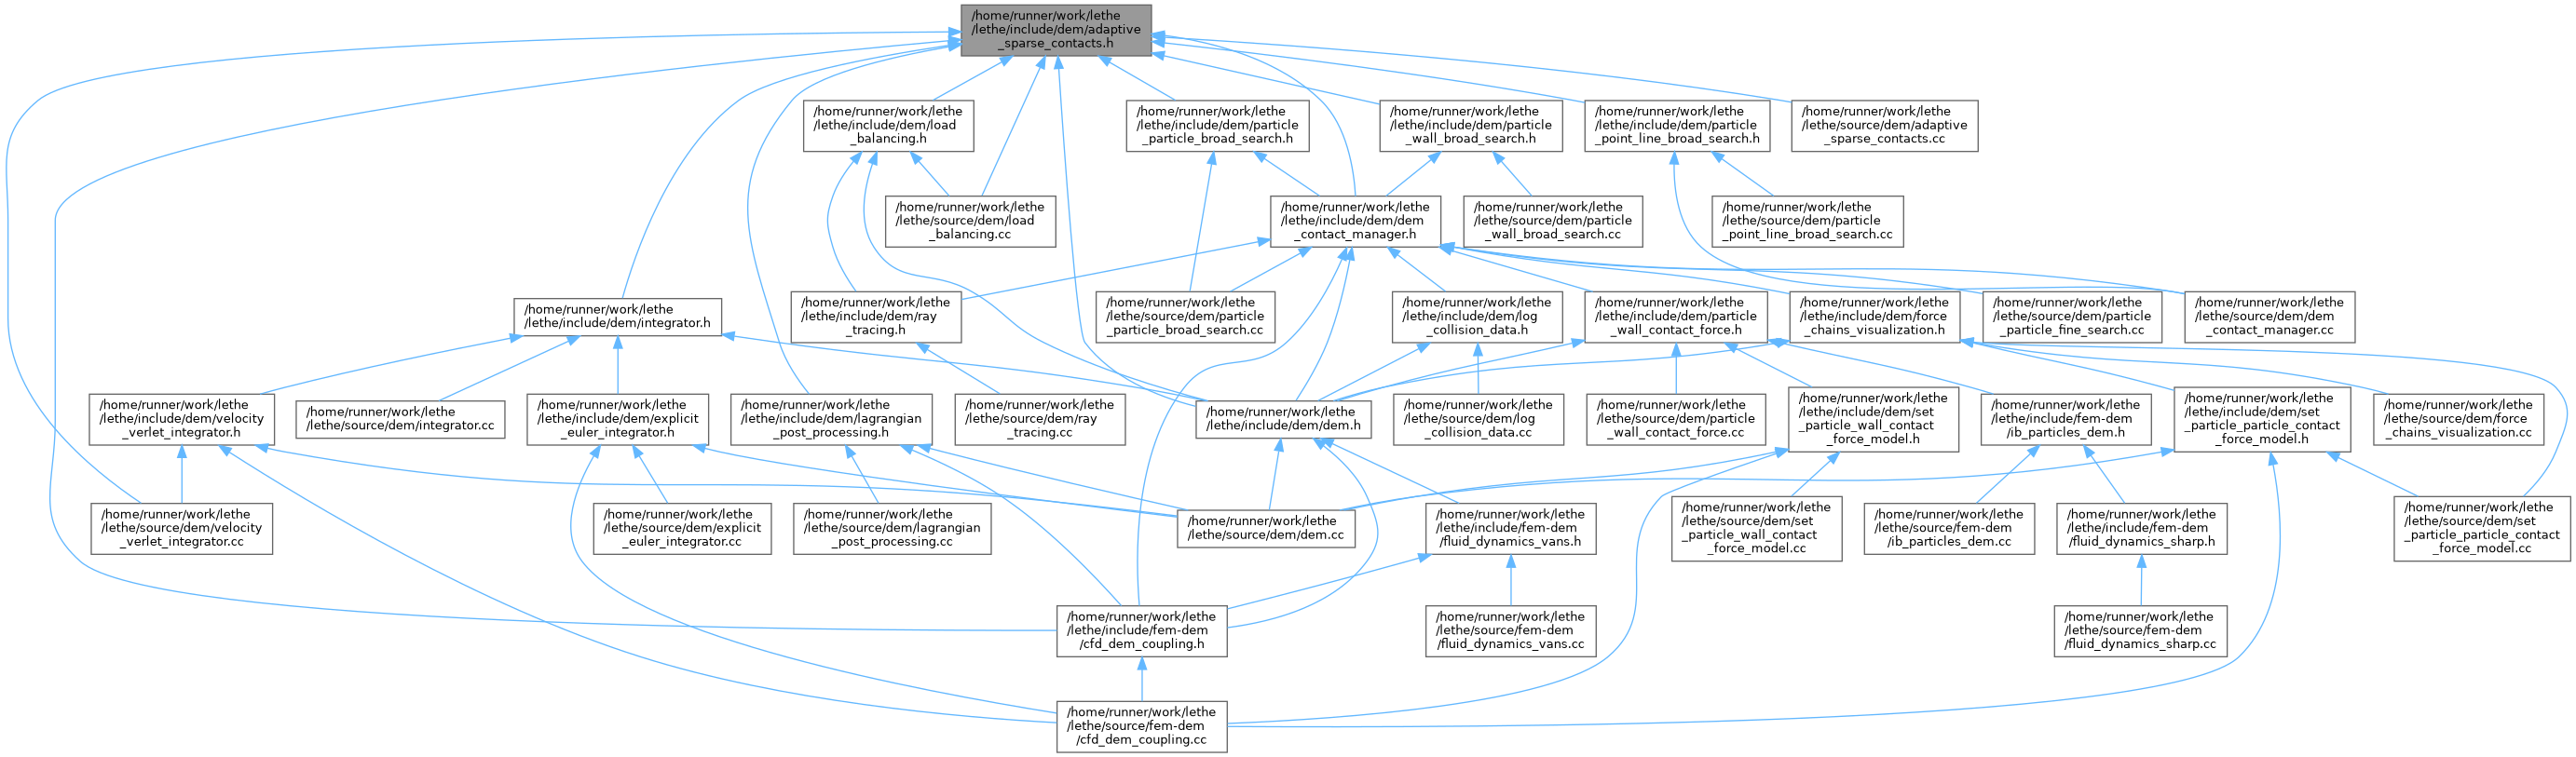 /home/runner/work/lethe
/lethe/include/dem/adaptive
_sparse_contacts.h
/home/runner/work/lethe
/lethe/include/dem/load
_balancing.h
/home/runner/work/lethe
/lethe/include/dem/particle
_particle_broad_search.h
/home/runner/work/lethe
/lethe/include/dem/particle
_wall_broad_search.h
/home/runner/work/lethe
/lethe/include/dem/particle
_point_line_broad_search.h
/home/runner/work/lethe
/lethe/source/dem/adaptive
_sparse_contacts.cc
/home/runner/work/lethe
/lethe/source/dem/load
_balancing.cc
/home/runner/work/lethe
/lethe/include/dem/dem
_contact_manager.h
/home/runner/work/lethe
/lethe/source/dem/particle
_wall_broad_search.cc
/home/runner/work/lethe
/lethe/source/dem/particle
_point_line_broad_search.cc
/home/runner/work/lethe
/lethe/include/dem/integrator.h
/home/runner/work/lethe
/lethe/include/dem/ray
_tracing.h
/home/runner/work/lethe
/lethe/source/dem/particle
_particle_broad_search.cc
/home/runner/work/lethe
/lethe/include/dem/log
_collision_data.h
/home/runner/work/lethe
/lethe/include/dem/particle
_wall_contact_force.h
/home/runner/work/lethe
/lethe/include/dem/force
_chains_visualization.h
/home/runner/work/lethe
/lethe/source/dem/particle
_particle_fine_search.cc
/home/runner/work/lethe
/lethe/source/dem/dem
_contact_manager.cc
/home/runner/work/lethe
/lethe/include/dem/velocity
_verlet_integrator.h
/home/runner/work/lethe
/lethe/source/dem/integrator.cc
/home/runner/work/lethe
/lethe/include/dem/explicit
_euler_integrator.h
/home/runner/work/lethe
/lethe/include/dem/lagrangian
_post_processing.h
/home/runner/work/lethe
/lethe/source/dem/ray
_tracing.cc
/home/runner/work/lethe
/lethe/include/dem/dem.h
/home/runner/work/lethe
/lethe/source/dem/log
_collision_data.cc
/home/runner/work/lethe
/lethe/source/dem/particle
_wall_contact_force.cc
/home/runner/work/lethe
/lethe/include/dem/set
_particle_wall_contact
_force_model.h
/home/runner/work/lethe
/lethe/include/fem-dem
/ib_particles_dem.h
/home/runner/work/lethe
/lethe/include/dem/set
_particle_particle_contact
_force_model.h
/home/runner/work/lethe
/lethe/source/dem/force
_chains_visualization.cc
/home/runner/work/lethe
/lethe/source/dem/velocity
_verlet_integrator.cc
/home/runner/work/lethe
/lethe/source/dem/explicit
_euler_integrator.cc
/home/runner/work/lethe
/lethe/source/dem/lagrangian
_post_processing.cc
/home/runner/work/lethe
/lethe/source/dem/dem.cc
/home/runner/work/lethe
/lethe/include/fem-dem
/fluid_dynamics_vans.h
/home/runner/work/lethe
/lethe/source/dem/set
_particle_wall_contact
_force_model.cc
/home/runner/work/lethe
/lethe/source/fem-dem
/ib_particles_dem.cc
/home/runner/work/lethe
/lethe/include/fem-dem
/fluid_dynamics_sharp.h
/home/runner/work/lethe
/lethe/source/dem/set
_particle_particle_contact
_force_model.cc
/home/runner/work/lethe
/lethe/include/fem-dem
/cfd_dem_coupling.h
/home/runner/work/lethe
/lethe/source/fem-dem
/fluid_dynamics_vans.cc
/home/runner/work/lethe
/lethe/source/fem-dem
/fluid_dynamics_sharp.cc
/home/runner/work/lethe
/lethe/source/fem-dem
/cfd_dem_coupling.cc